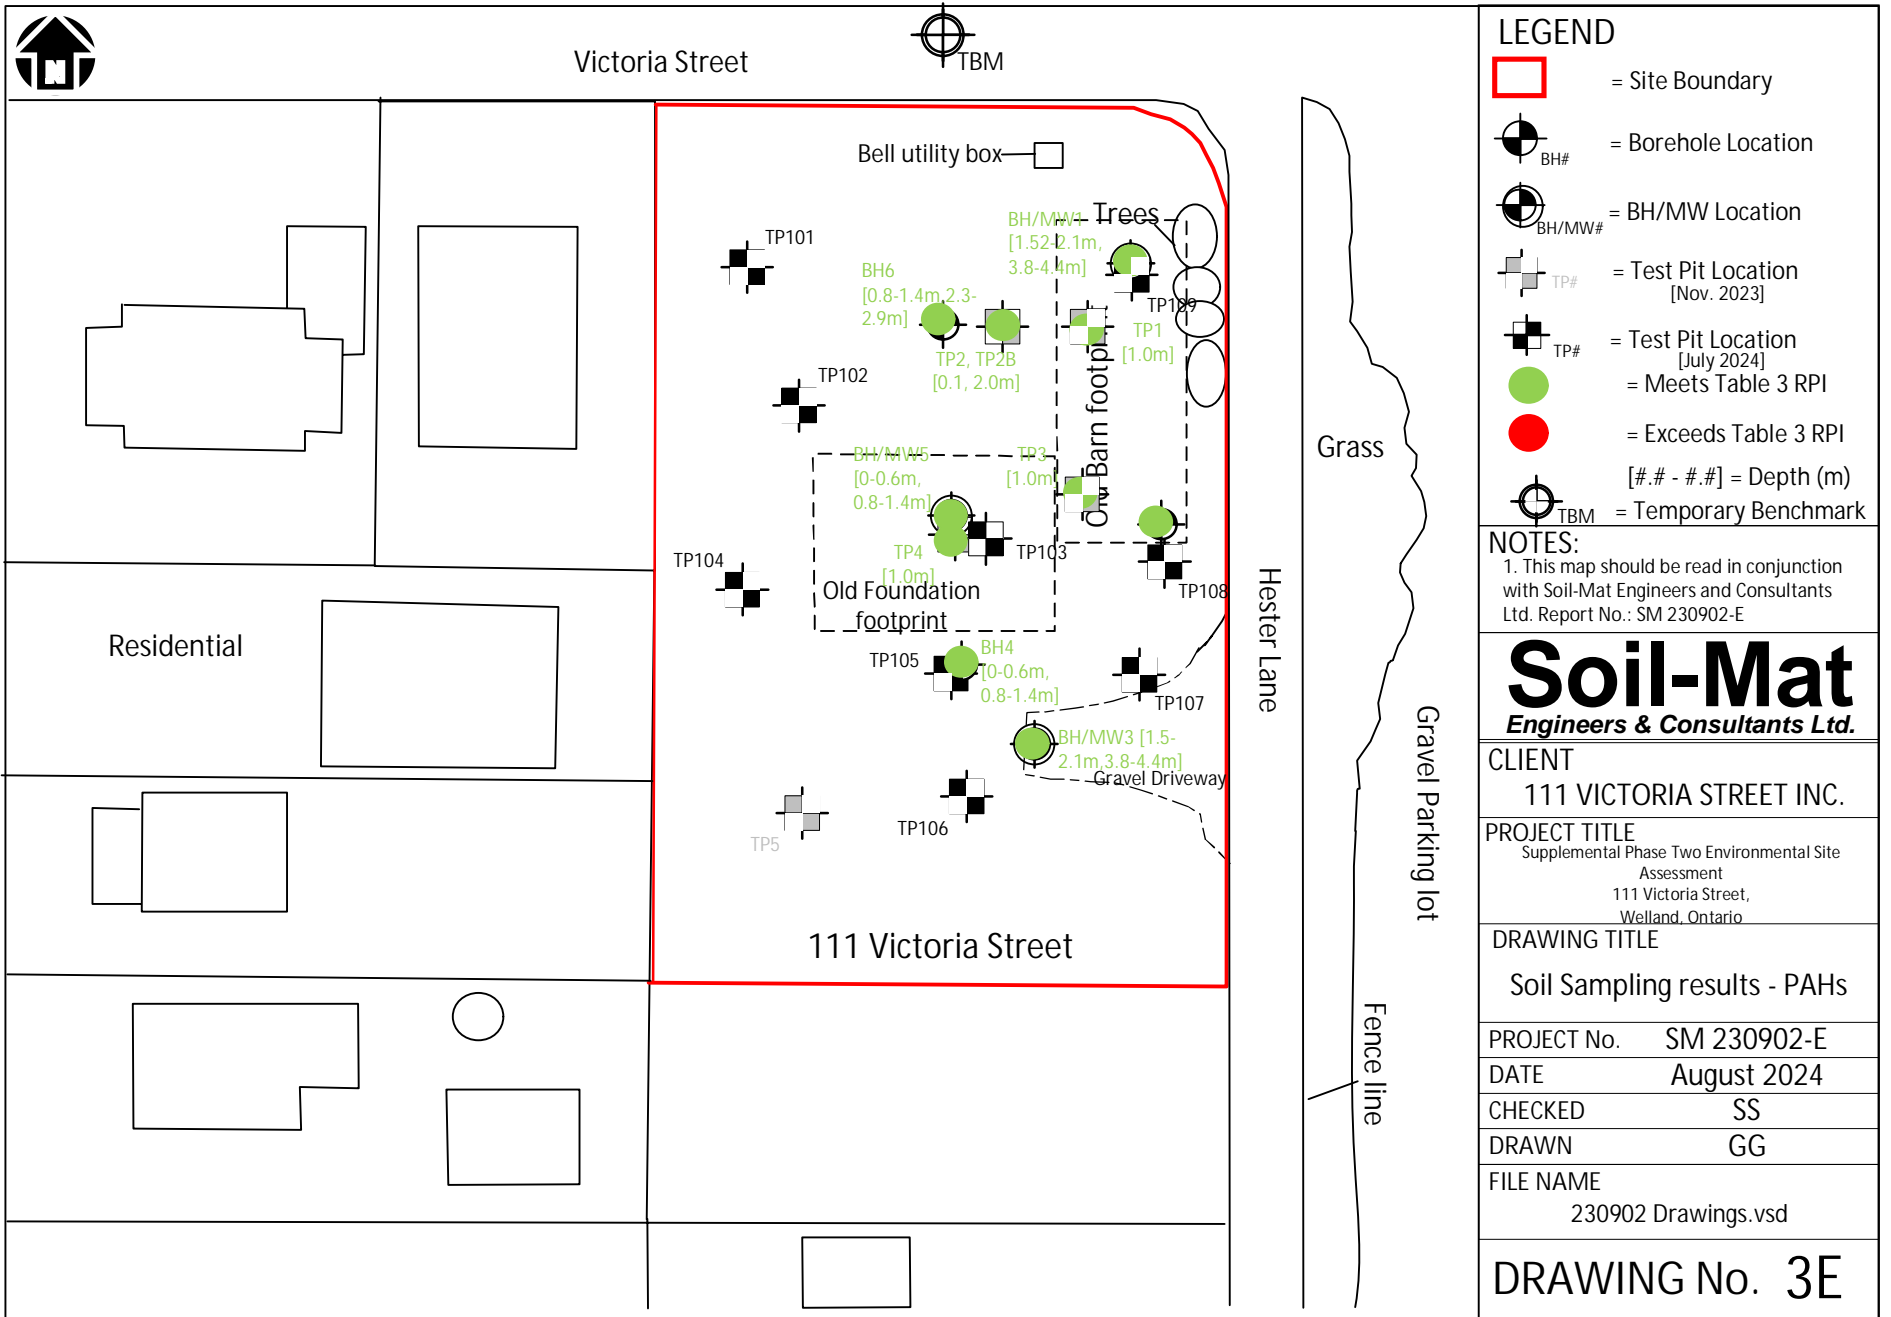 N
Victoria Street
TBM
Bell utility box
Trees
BH/MW1
[1.52-2.1m,
3.8-4.4m]
TP101
BH6
[0.8-1.4m,2.3-
2.9m]
TP109
TP1
[1.0m]
TP2, TP2B
[0.1, 2.0m]
TP102
Old Barn footprint
Grass
BH/MW5
[0-0.6m,
0.8-1.4m]
TP3
[1.0m]
TP103
TP4
[1.0m]
TP104
TP108
Old Foundation
footprint
Residential
Hester Lane
TP105
BH4
[0-0.6m,
0.8-1.4m]
TP107
BH/MW3 [1.5-
2.1m,3.8-4.4m]
Gravel Driveway
Gravel Parking lot
TP5
TP106
111 Victoria Street
Fence line
LEGEND
= Site Boundary
BH#
= Borehole Location
BH/MW#
= BH/MW Location
TP#
= Test Pit Location
[Nov. 2023]
TP#
= Test Pit Location
[July 2024]
= Meets Table 3 RPI
= Exceeds Table 3 RPI
[#.# - #.#] = Depth (m)
TBM
= Temporary Benchmark
NOTES:
1. This map should be read in conjunction
with Soil-Mat Engineers and Consultants
Ltd. Report No.: SM 230902-E
Soil-Mat
Engineers & Consultants Ltd.
CLIENT
111 VICTORIA STREET INC.
PROJECT TITLE
Supplemental Phase Two Environmental Site
Assessment
111 Victoria Street,
Welland, Ontario
DRAWING TITLE
Soil Sampling results - PAHs
PROJECT No. SM 230902-E
DATE August 2024
CHECKED SS
DRAWN GG
FILE NAME
230902 Drawings.vsd
DRAWING No. 3E